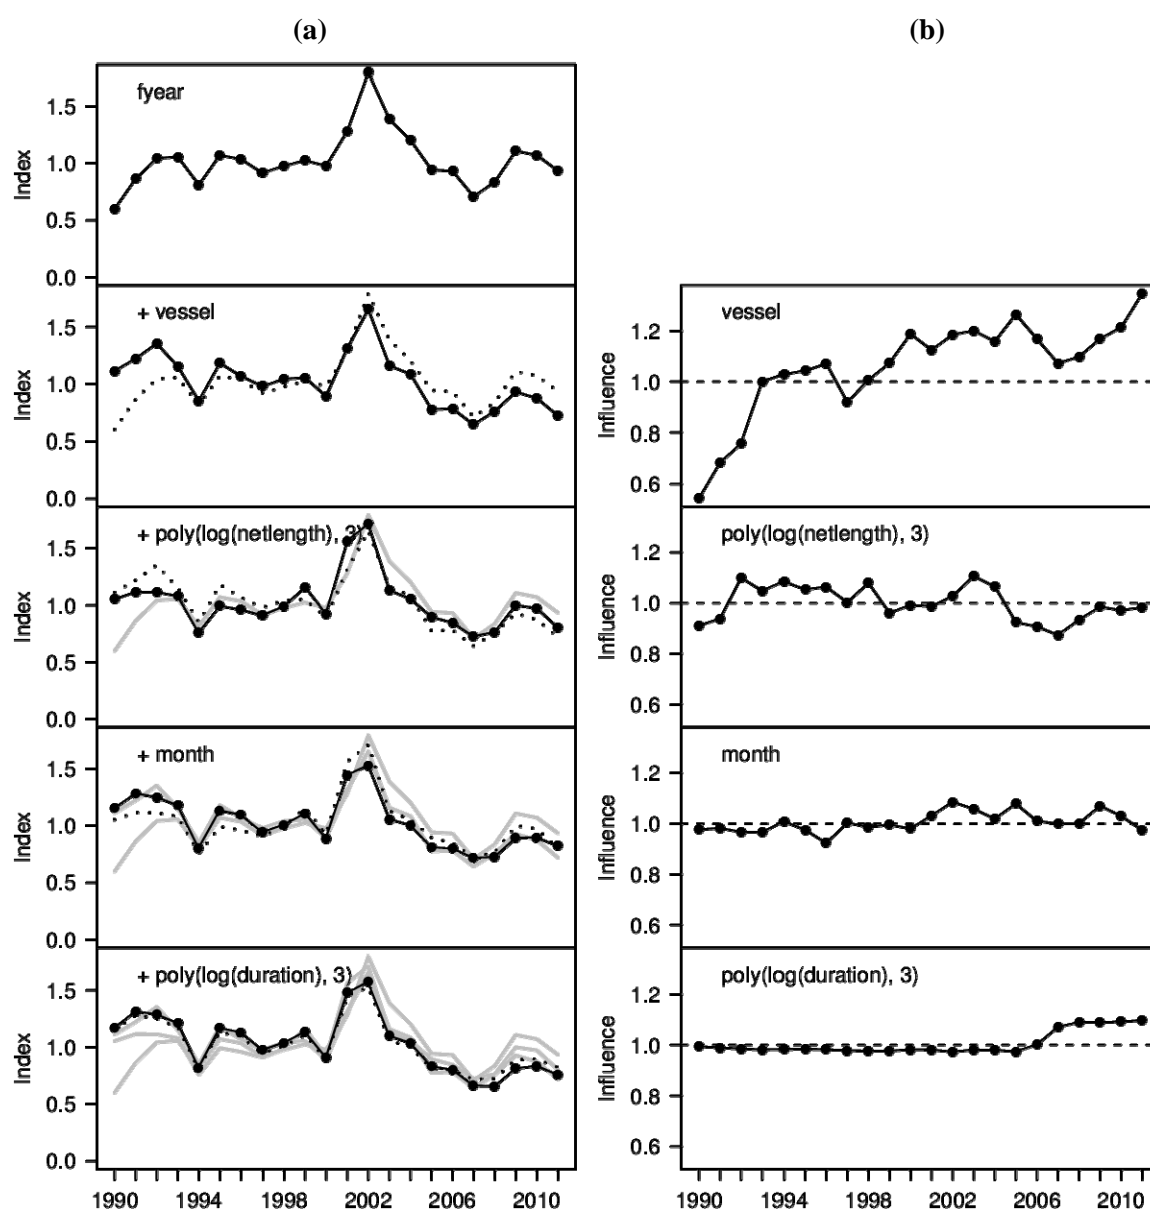 (a)
(b)
fyear
Index
1.5
1.0
0.5
0.0
+ vessel
Index
1.5
1.0
0.5
0.0
vessel
Influence
1.2
1.0
0.8
0.6
+ poly(log(netlength), 3)
Index
1.5
1.0
0.5
0.0
poly(log(netlength), 3)
Influence
1.2
1.0
0.8
0.6
+ month
Index
1.5
1.0
0.5
0.0
month
Influence
1.2
1.0
0.8
0.6
+ poly(log(duration), 3)
Index
1.5
1.0
0.5
0.0
poly(log(duration), 3)
Influence
1.2
1.0
0.8
0.6
1990 1994 1998 2002 2006 2010
1990 1994 1998 2002 2006 2010